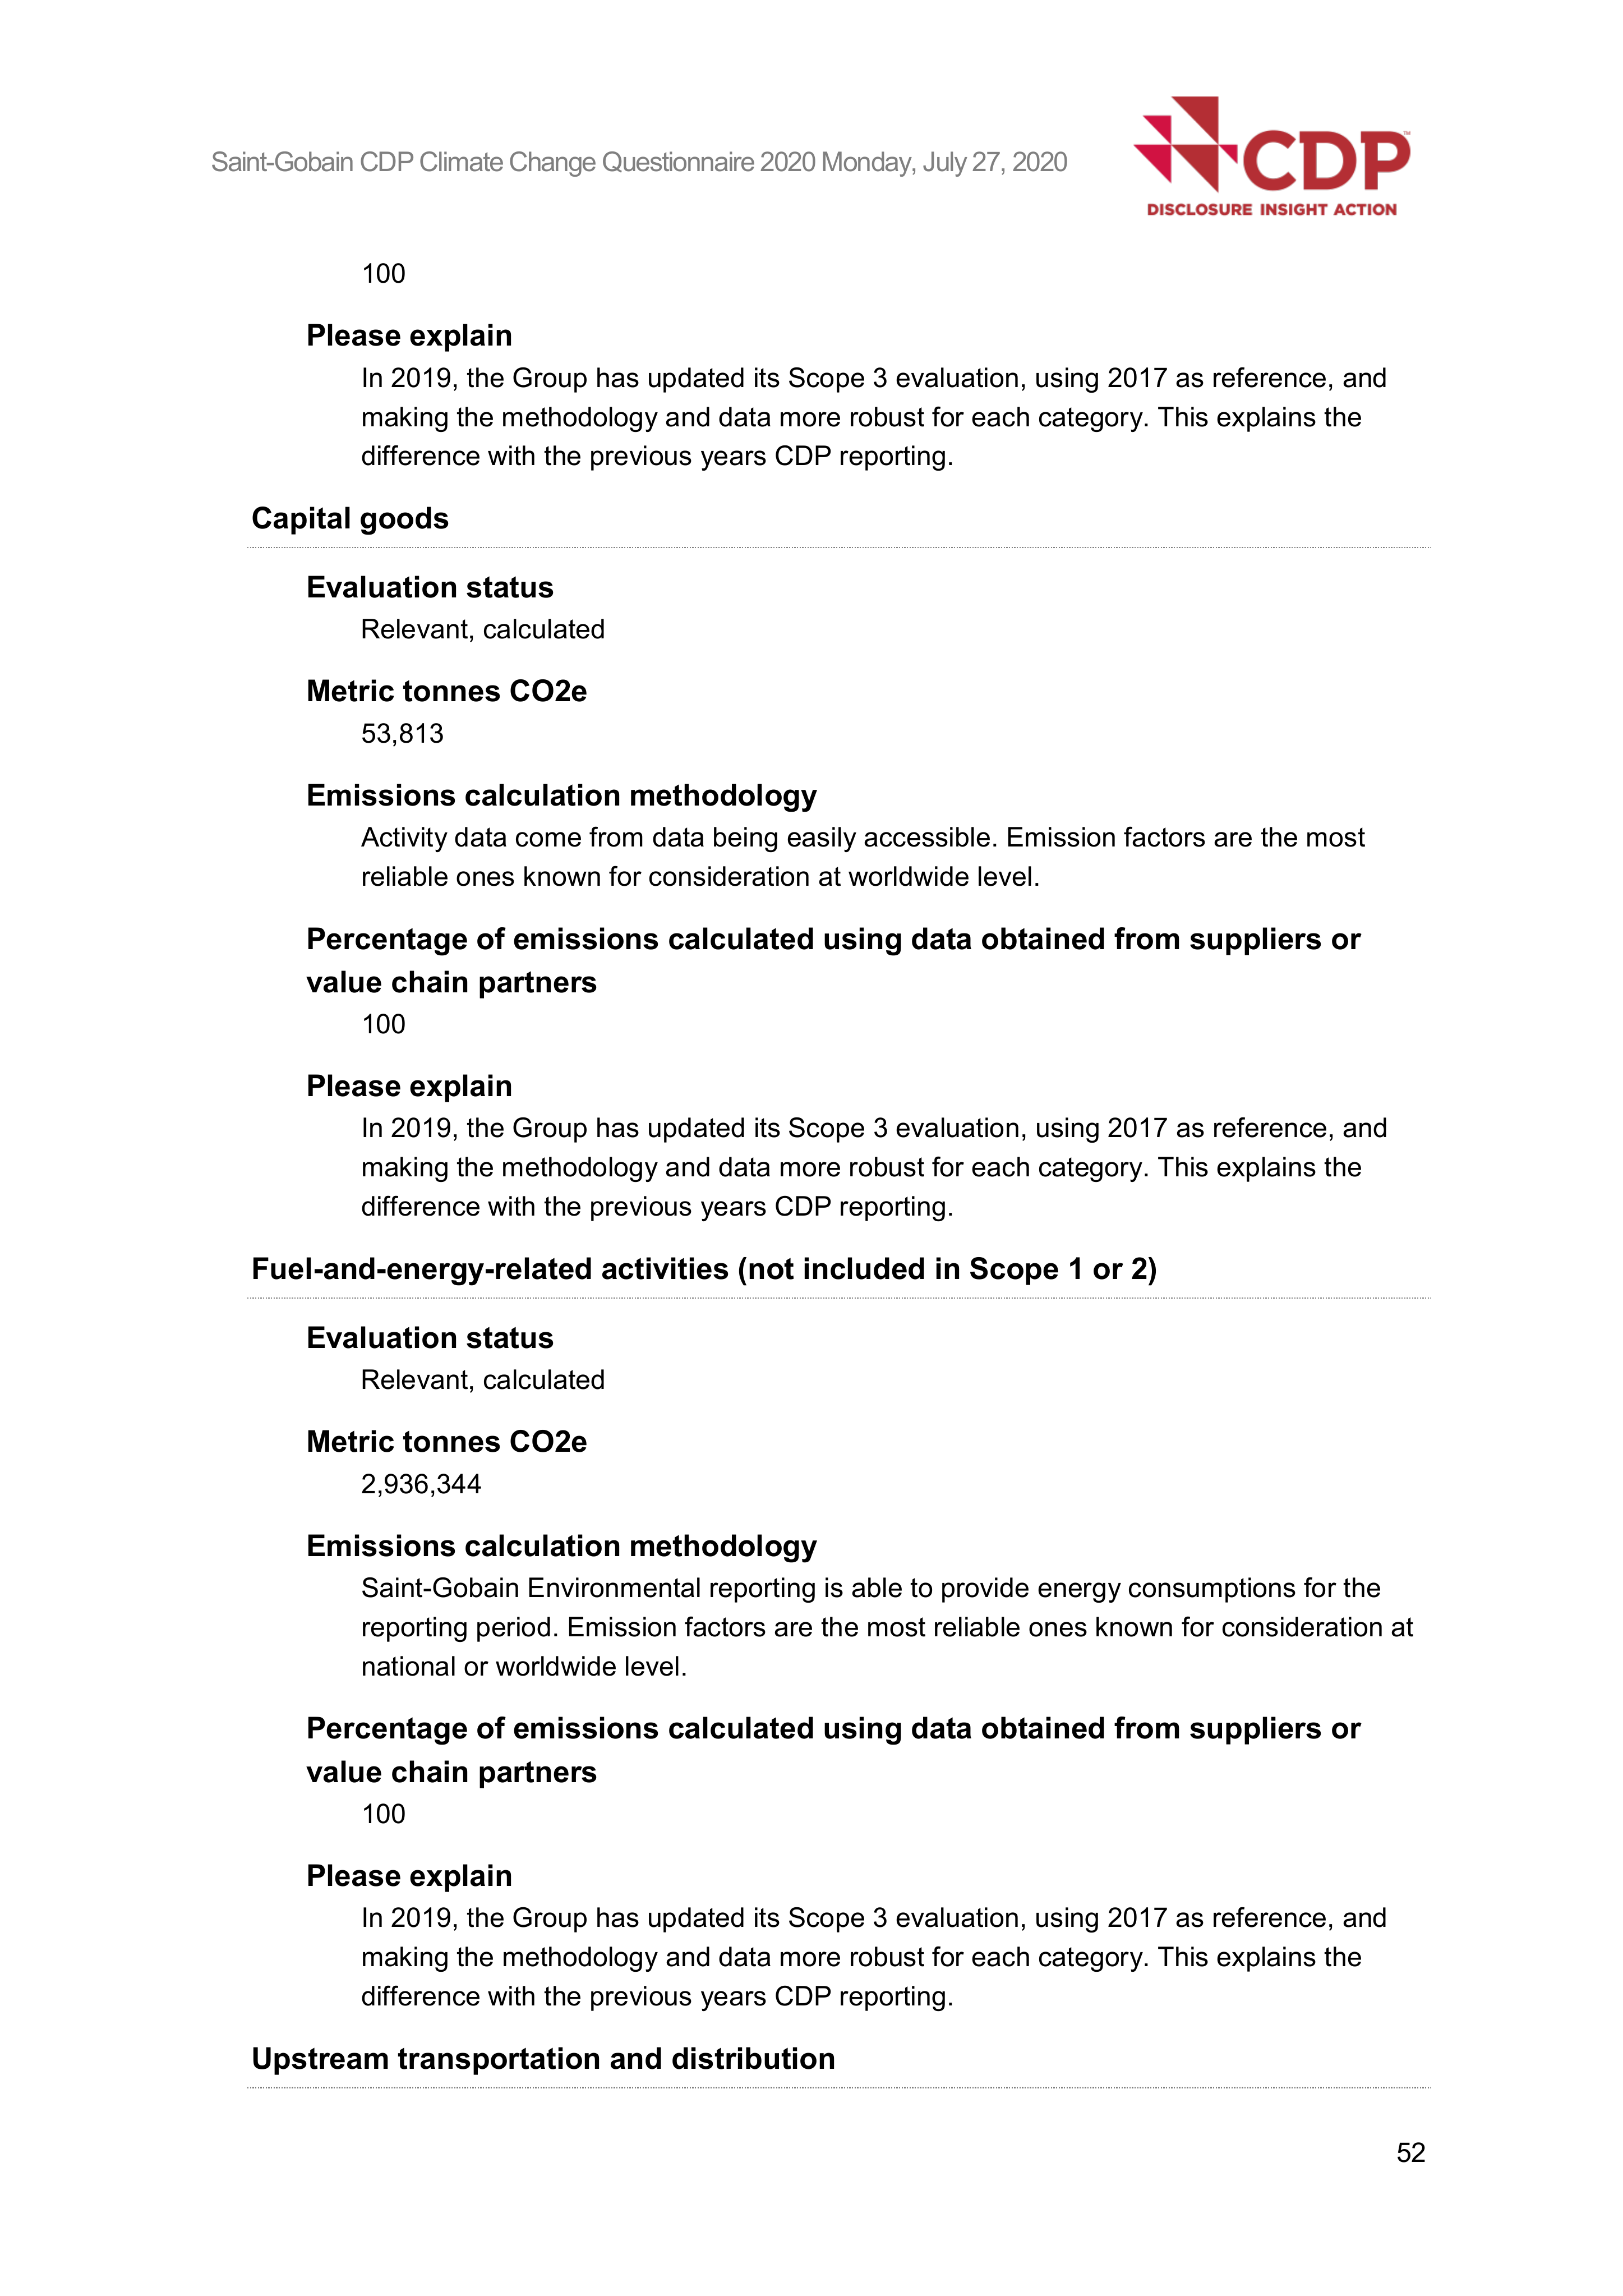 Saint-Gobain CDP Climate Change Questionnaire 2020 Monday, July 27, 2020
CDP™
DISCLOSURE INSIGHT ACTION
100
Please explain
In 2019, the Group has updated its Scope 3 evaluation, using 2017 as reference, and
making the methodology and data more robust for each category. This explains the
difference with the previous years CDP reporting.
Capital goods
Evaluation status
Relevant, calculated
Metric tonnes CO2e
53,813
Emissions calculation methodology
Activity data come from data being easily accessible. Emission factors are the most
reliable ones known for consideration at worldwide level.
Percentage of emissions calculated using data obtained from suppliers or
value chain partners
100
Please explain
In 2019, the Group has updated its Scope 3 evaluation, using 2017 as reference, and
making the methodology and data more robust for each category. This explains the
difference with the previous years CDP reporting.
Fuel-and-energy-related activities (not included in Scope 1 or 2)
Evaluation status
Relevant, calculated
Metric tonnes CO2e
2,936,344
Emissions calculation methodology
Saint-Gobain Environmental reporting is able to provide energy consumptions for the
reporting period. Emission factors are the most reliable ones known for consideration at
national or worldwide level.
Percentage of emissions calculated using data obtained from suppliers or
value chain partners
100
Please explain
In 2019, the Group has updated its Scope 3 evaluation, using 2017 as reference, and
making the methodology and data more robust for each category. This explains the
difference with the previous years CDP reporting.
Upstream transportation and distribution
52